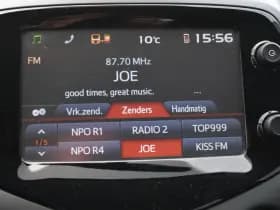 10°C 15:56
FM 87.70 MHz
JOE
good times, great music.
Vrk.zend. Zenders Handmatig
NPO R1 RADIO 2 TOP999
1/5
NPO R4 JOE KISS FM